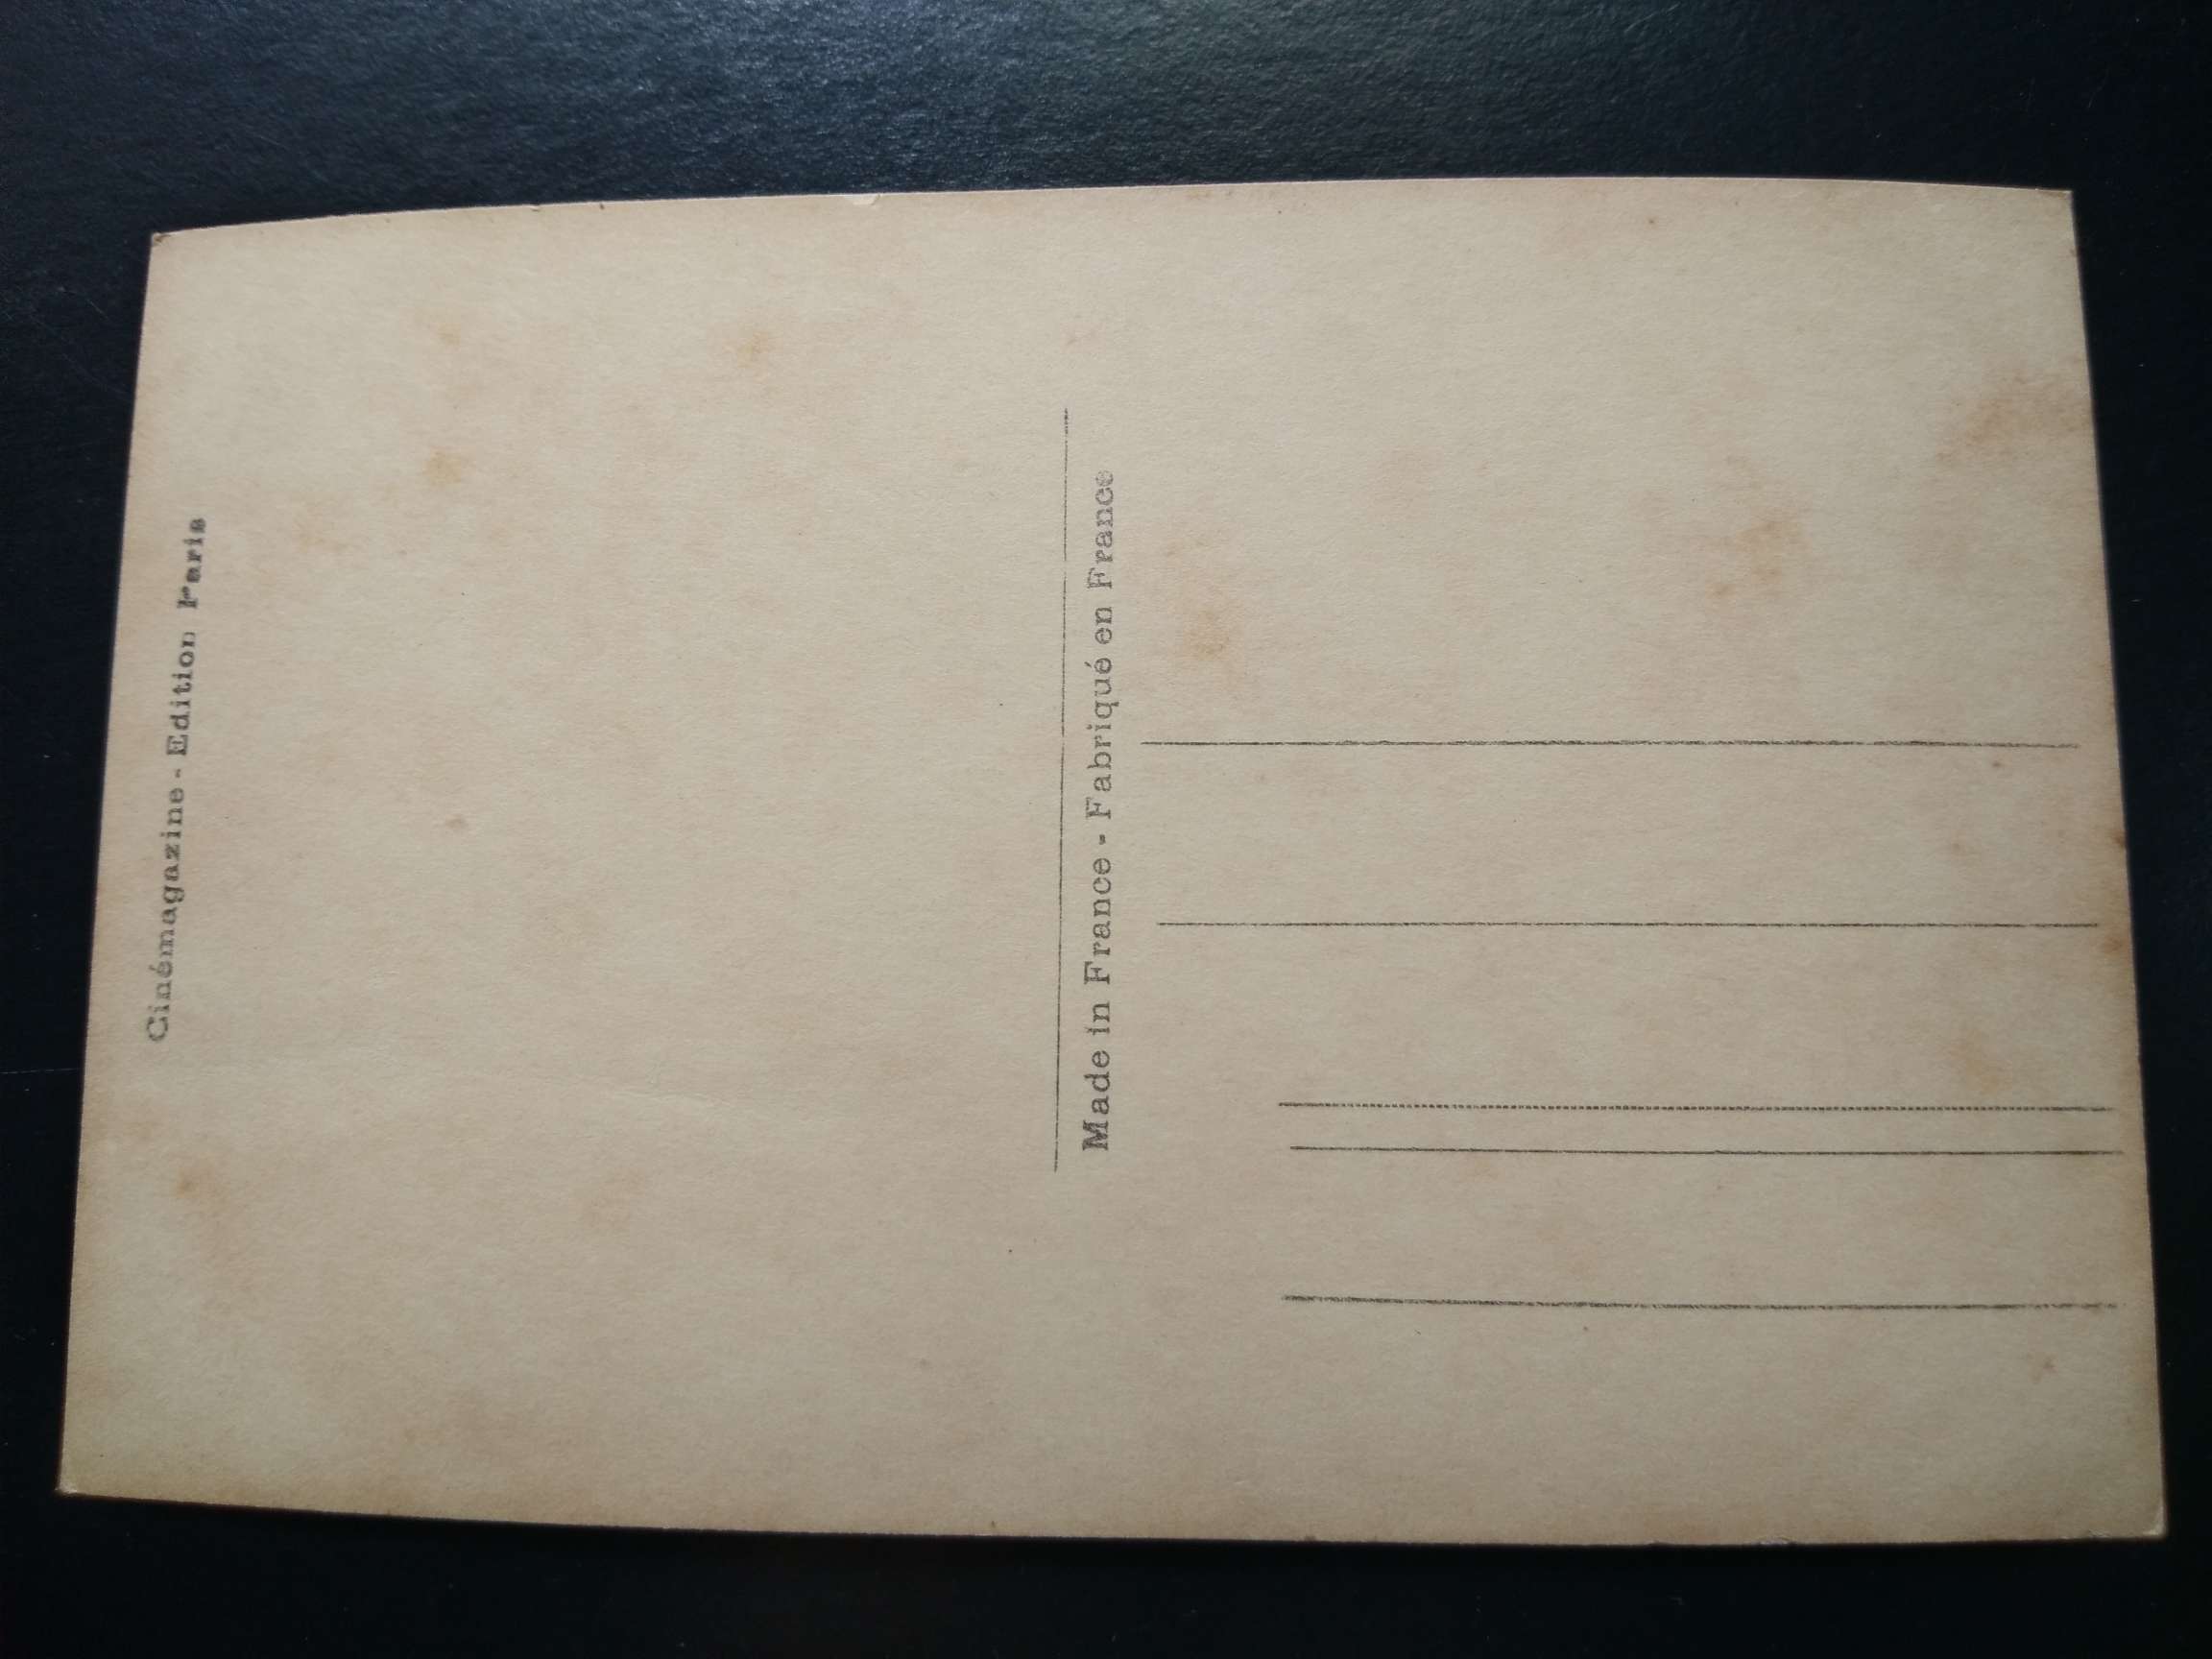 Cinémagazine - Edition Paris
Made in France - Fabriqué en France